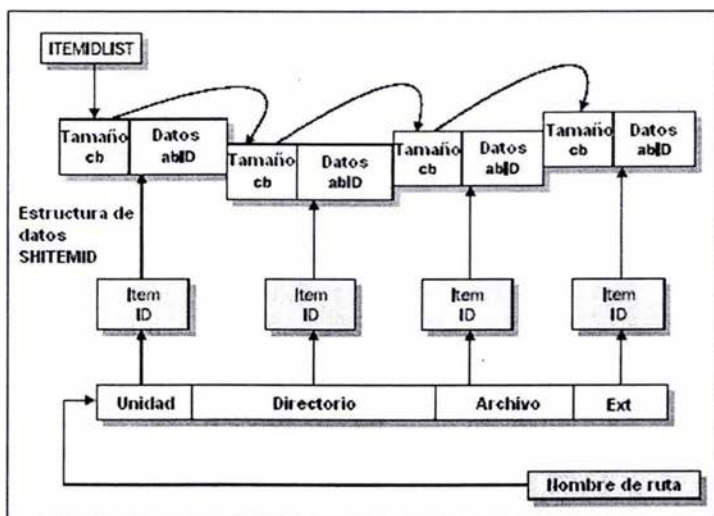 ITEMIDLIST
Tamaño
cb
Datos
abID
Tamaño
cb
Datos
abID
Tamaño
cb
Datos
abID
Tamaño
cb
Datos
abID
Estructura de
datos
SHITEMID
Item
ID
Item
ID
Item
ID
Item
ID
Unidad
Directorio
Archivo
Ext
Nombre de ruta